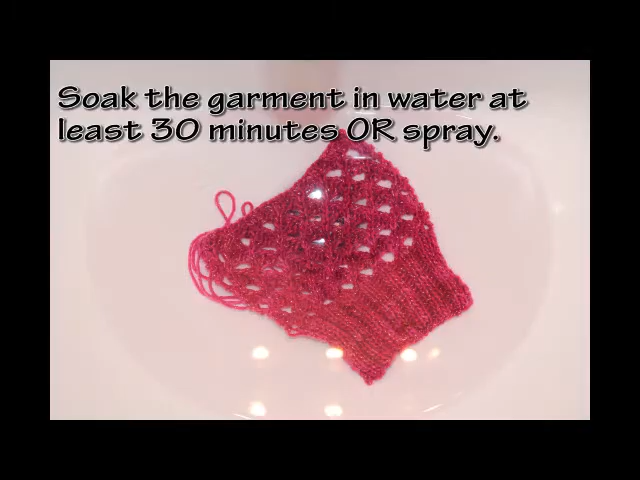 Soak the garment in water at
least 30 minutes OR spray.